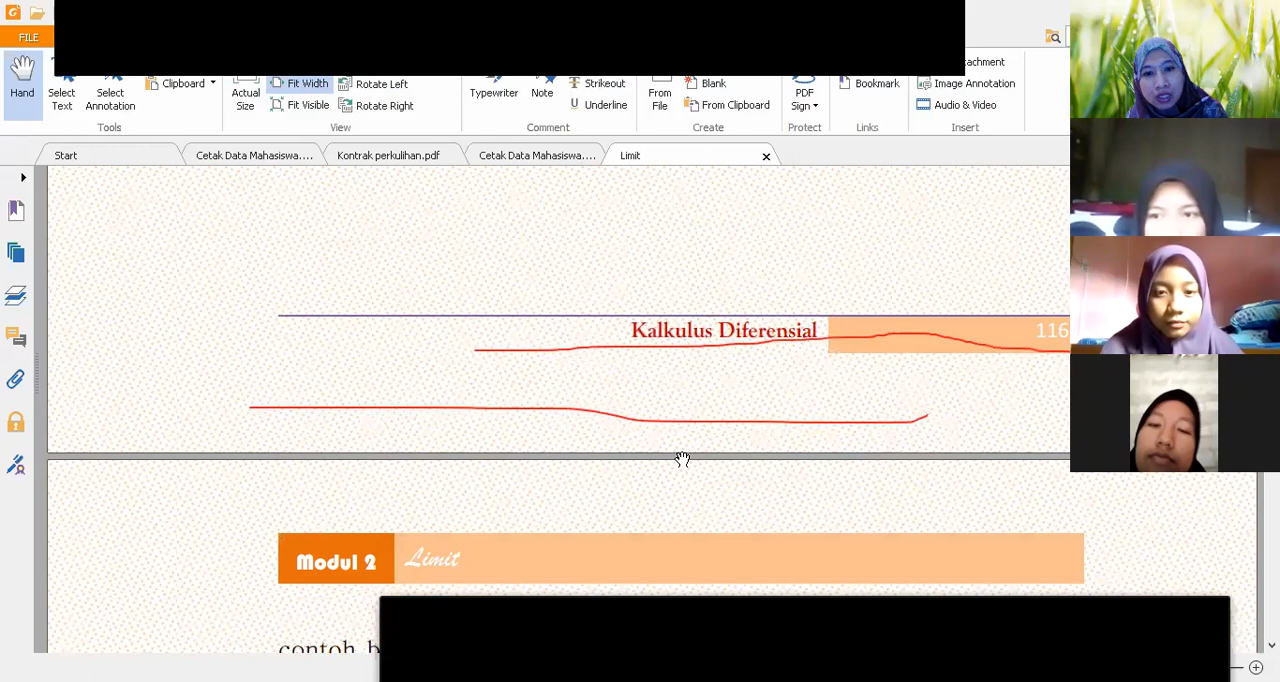 FILE
Hand
Select Text
Select Annotation
Clipboard
Tools
Actual Size
Fit Width
Fit Visible
Rotate Left
Rotate Right
View
Typewriter
Note
Strikeout
Underline
Comment
From File
Blank
From Clipboard
Create
PDF Sign
Protect
Bookmark
Links
tachment
Image Annotation
Audio & Video
Insert
Start
Cetak Data Mahasiswa....
Kontrak perkulihan.pdf
Cetak Data Mahasiswa....
Limit
Kalkulus Diferensial 116
Modul 2 Limit
contoh b